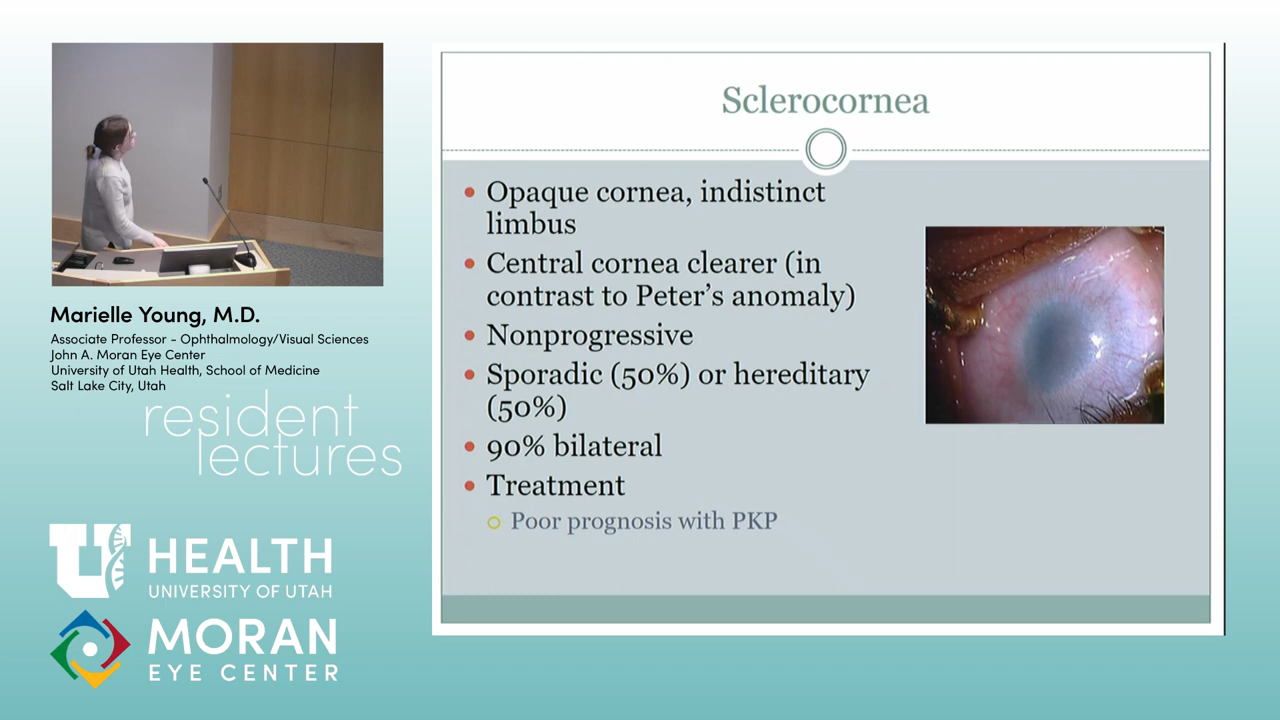 Marielle Young, M.D.
Associate Professor - Ophthalmology/Visual Sciences
John A. Moran Eye Center
University of Utah Health, School of Medicine
Salt Lake City, Utah
resident
lectures
U HEALTH
UNIVERSITY OF UTAH
MORAN
EYE CENTER
Sclerocornea
Opaque cornea, indistinct
limbus
Central cornea clearer (in
contrast to Peter's anomaly)
Nonprogressive
Sporadic (50%) or hereditary
(50%)
90% bilateral
Treatment
Poor prognosis with PKP